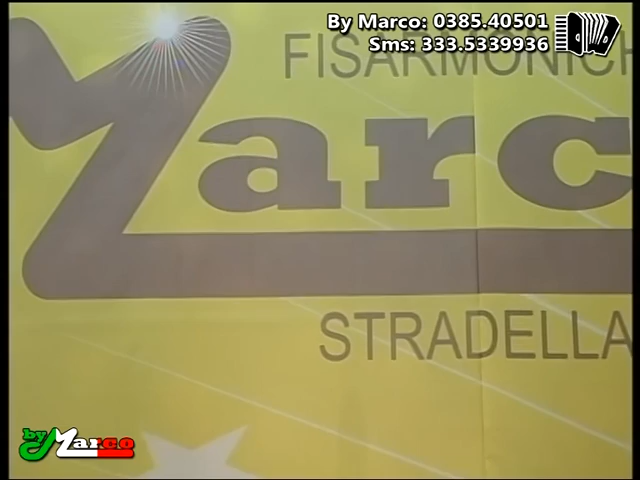 By Marco: 0385.40501
Sms: 333.5339936
FISARMONICH
Marc
STRADELLA
by Marco